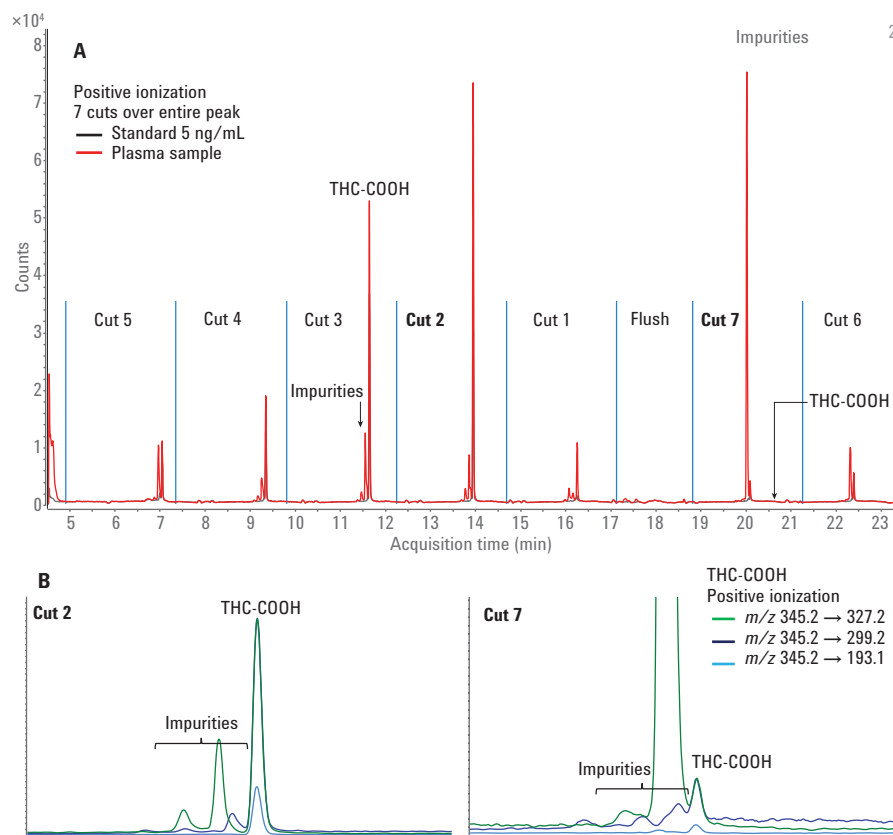 ×10⁴
A
Impurities
2
Positive ionization
7 cuts over entire peak
Standard 5 ng/mL
Plasma sample
THC-COOH
Cut 5
Cut 4
Cut 3
Cut 2
Cut 1
Flush
Cut 7
Cut 6
Impurities
THC-COOH
Counts
8
7
6
5
4
3
2
1
0
5 6 7 8 9 10 11 12 13 14 15 16 17 18 19 20 21 22 23
Acquisition time (min)
B
Cut 2
THC-COOH
Impurities
Cut 7
THC-COOH
Positive ionization
m/z 345.2 → 327.2
m/z 345.2 → 299.2
m/z 345.2 → 193.1
Impurities
THC-COOH